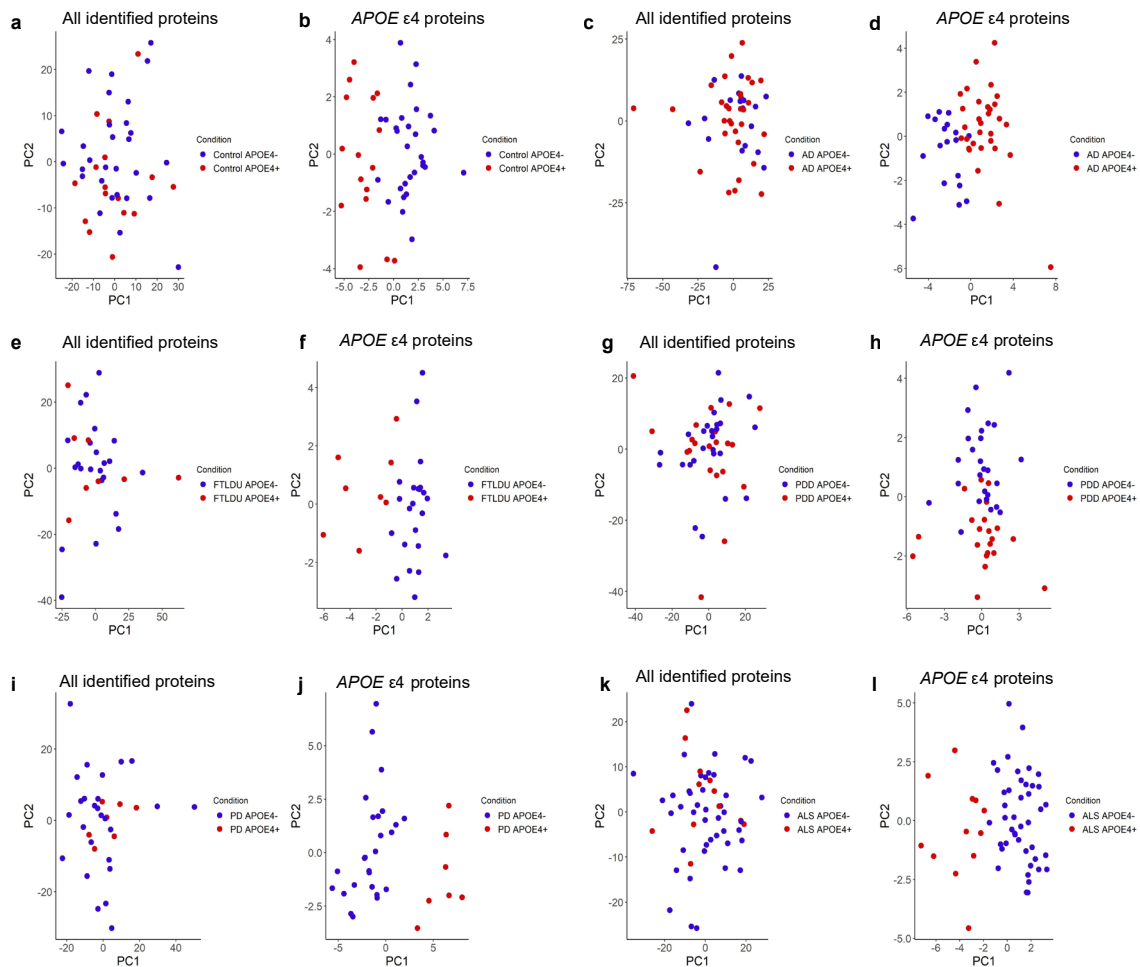 a All identified proteins
20
10
0
-10
-20
PC2
-20 -10 0 10 20 30
PC1
Condition
Control APOE4-
Control APOE4+
b APOE ε4 proteins
4
2
0
-2
-4
PC2
-5.0 -2.5 0.0 2.5 5.0 7.5
PC1
Condition
Control APOE4-
Control APOE4+
c All identified proteins
25
0
-25
PC2
-75 -50 -25 0 25
PC1
Condition
AD APOE4-
AD APOE4+
d APOE ε4 proteins
4
2
0
-2
-4
-6
PC2
-4 0 4 8
PC1
Condition
AD APOE4-
AD APOE4+
e All identified proteins
20
0
-20
-40
PC2
-25 0 25 50
PC1
Condition
FTLDU APOE4-
FTLDU APOE4+
f APOE ε4 proteins
4
2
0
-2
PC2
-6 -4 -2 0 2
PC1
Condition
FTLDU APOE4-
FTLDU APOE4+
g All identified proteins
20
0
-20
-40
PC2
-40 -20 0 20
PC1
Condition
PDD APOE4-
PDD APOE4+
h APOE ε4 proteins
4
2
0
-2
PC2
-6 -3 0 3
PC1
Condition
PDD APOE4-
PDD APOE4+
i All identified proteins
20
0
-20
PC2
-20 0 20 40
PC1
Condition
PD APOE4-
PD APOE4+
j APOE ε4 proteins
5.0
2.5
0.0
-2.5
PC2
-5 0 5
PC1
Condition
PD APOE4-
PD APOE4+
k All identified proteins
20
10
0
-10
-20
PC2
-20 0 20
PC1
Condition
ALS APOE4-
ALS APOE4+
l APOE ε4 proteins
5.0
2.5
0.0
-2.5
-5.0
PC2
-6 -4 -2 0 2
PC1
Condition
ALS APOE4-
ALS APOE4+